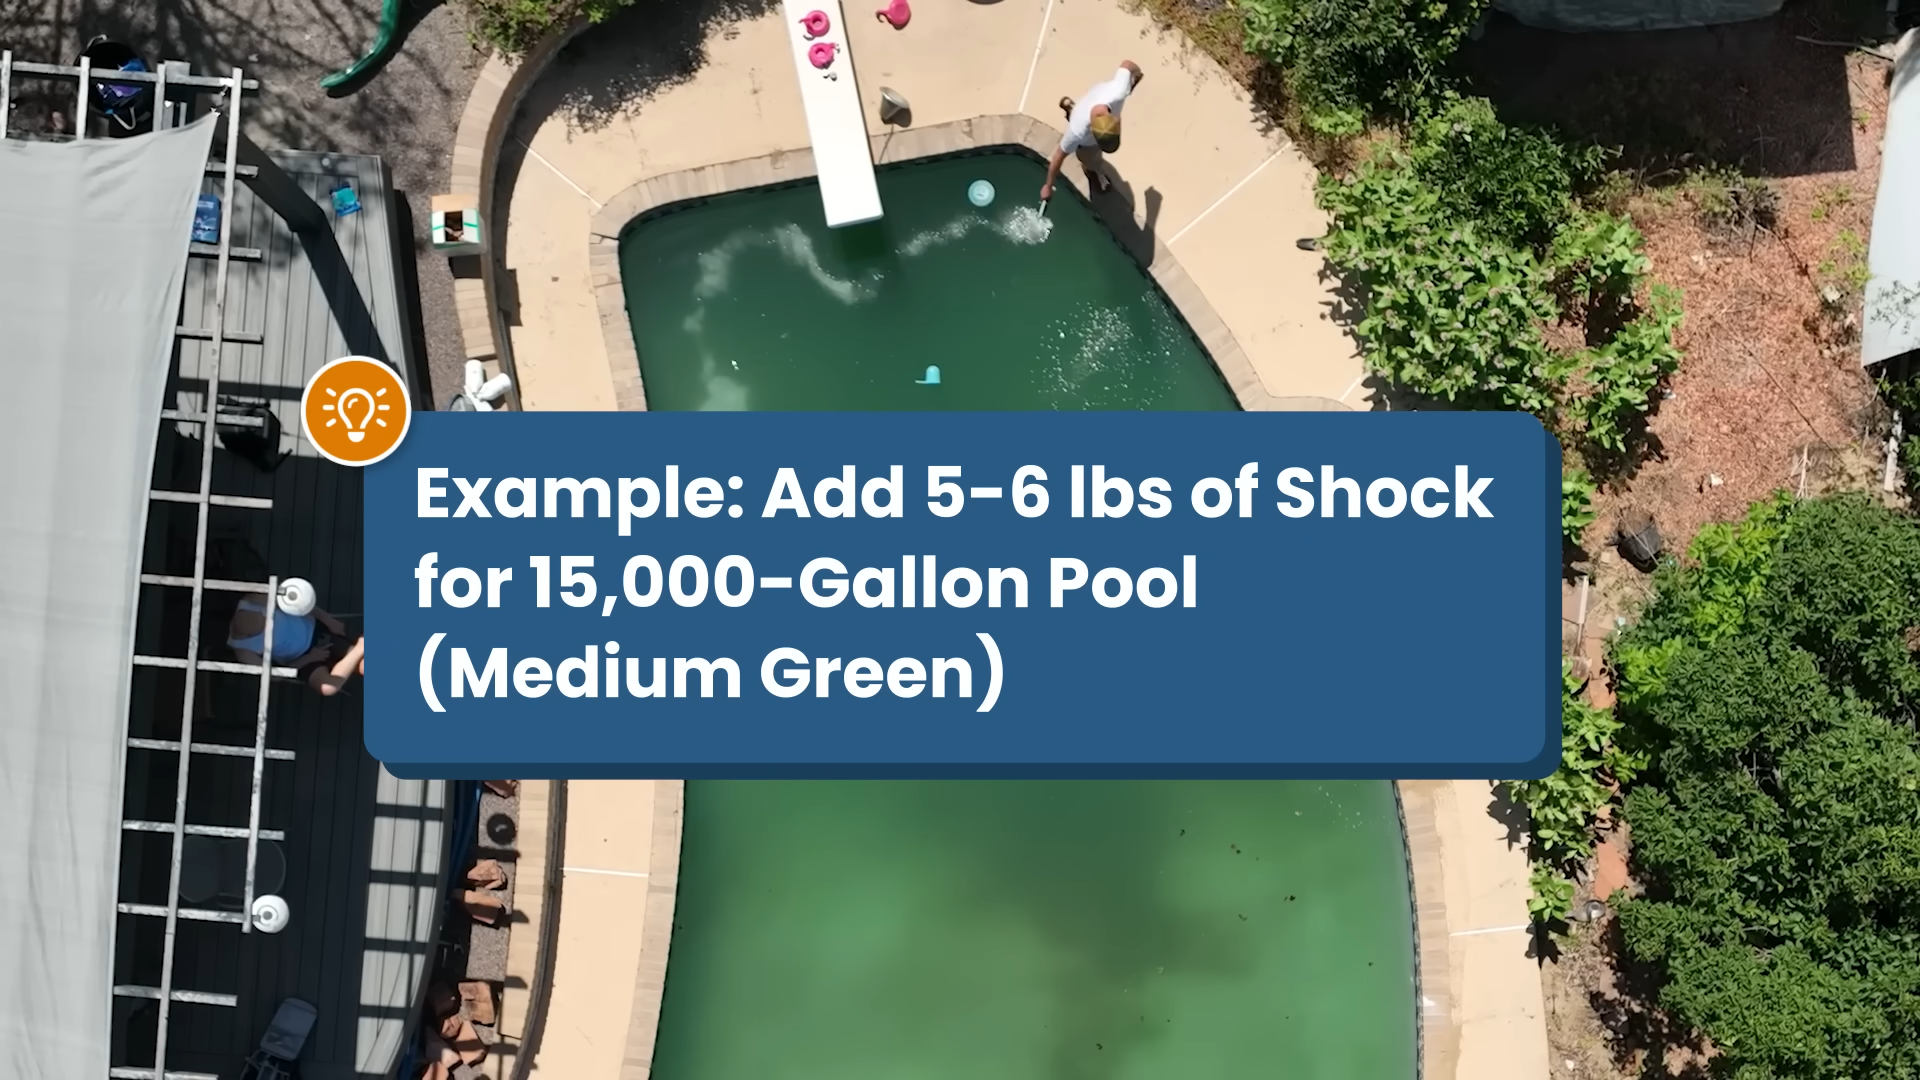 Example: Add 5-6 lbs of Shock
for 15,000-Gallon Pool
(Medium Green)